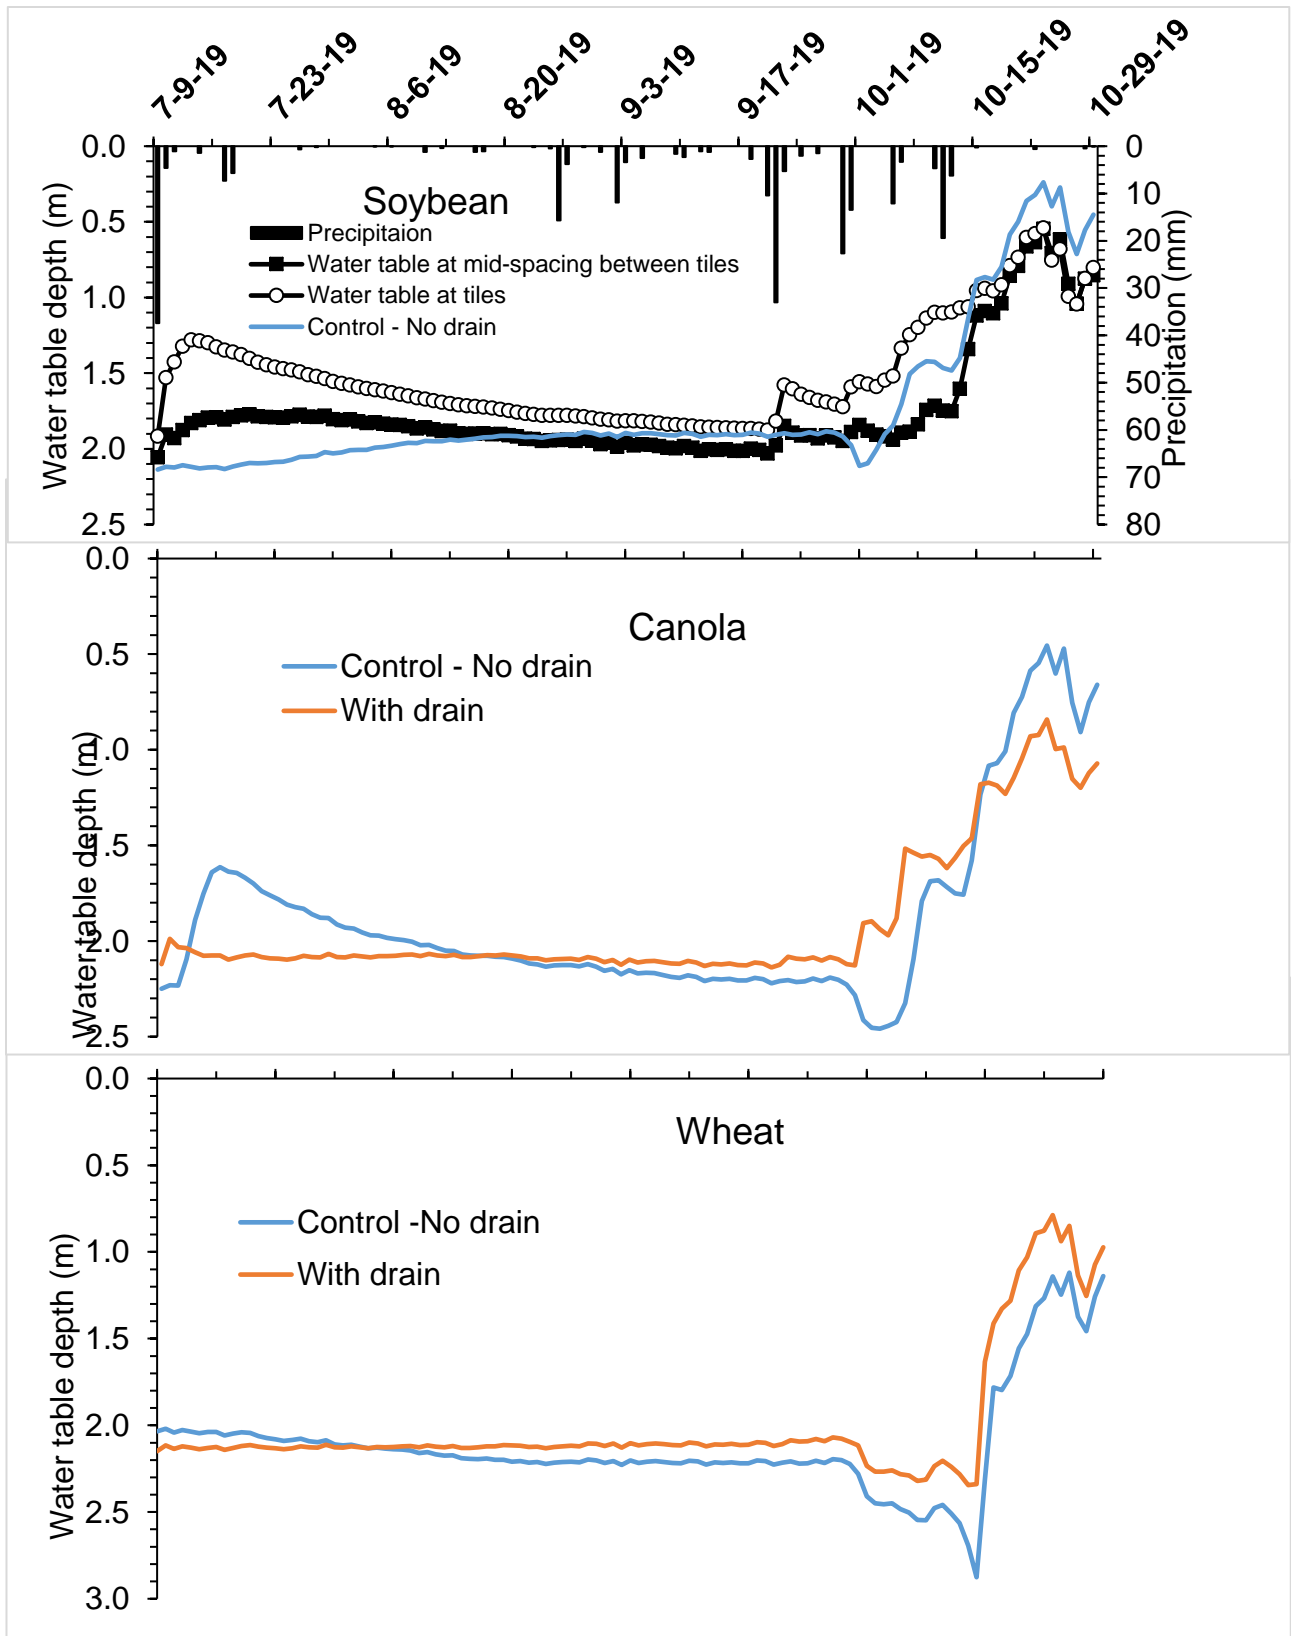 7-9-19 7-23-19 8-6-19 8-20-19 9-3-19 9-17-19 10-1-19 10-15-19 10-29-19
Water table depth (m)
0.0
0.5
1.0
1.5
2.0
2.5
Soybean
Precipitaion
Water table at mid-spacing between tiles
Water table at tiles
Control - No drain
0
10
20
30
40
50
60
70
80
Precipitation (mm)
Water table depth (m)
0.0
0.5
1.0
1.5
2.0
2.5
Canola
Control - No drain
With drain
Water table depth (m)
0.0
0.5
1.0
1.5
2.0
2.5
3.0
Wheat
Control -No drain
With drain